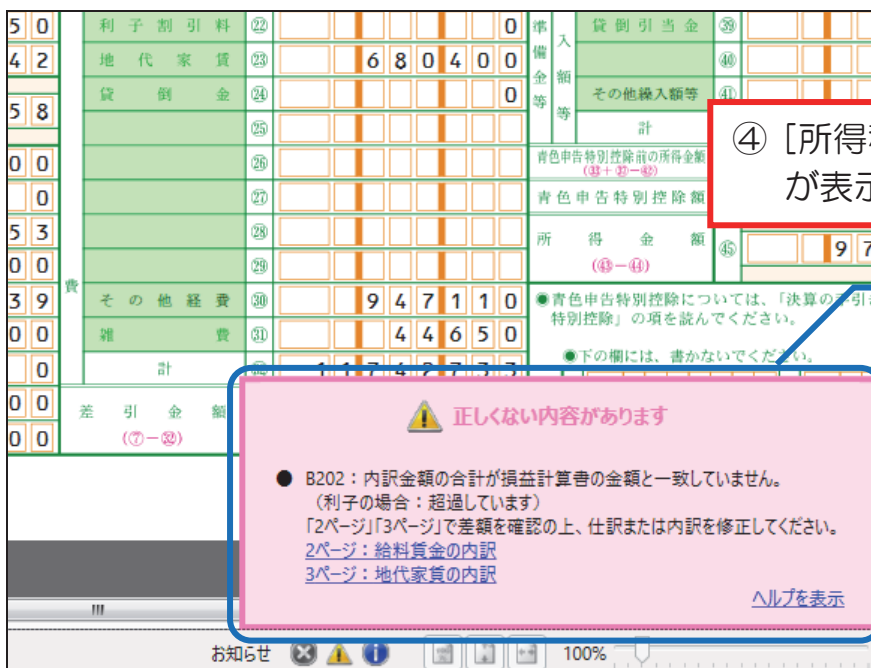 5 0
4 2
5 8
0 0
0
5 3
0 0
3 9
0 0
0
0 0
0 0
費
利子割引料 ㉒ 0
地代家賃 ㉓ 6 8 0 4 0 0
貸倒金 ㉔ 0
㉕
㉖
㉗
㉘
㉙
その他経費 ㉚ 9 4 7 1 1 0
雑費 ㉛ 4 4 6 5 0
計 1 1 7 4 2 7 3 3
差引金額
(⑦-㉜)
準備金等
入額等
貸倒引当金 ㊴
㊵
その他繰入額等 ㊶
計
青色申告特別控除前の所得金額
(㉝+㊲-㊷)
青色申告特別控除額
所得金額 ㊺ 9 7
(㊸-㊹)
④ [所得
が表示
●青色申告特別控除については、「決算の手引き
特別控除」の項を読んでください。
●下の欄には、書かないでください。
正しくない内容があります
● B202:内訳金額の合計が損益計算書の金額と一致していません。
(利子の場合:超過しています)
「2ページ」「3ページ」で差額を確認の上、仕訳または内訳を修正してください。
2ページ:給料賃金の内訳
3ページ:地代家賃の内訳
ヘルプを表示
お知らせ 100%